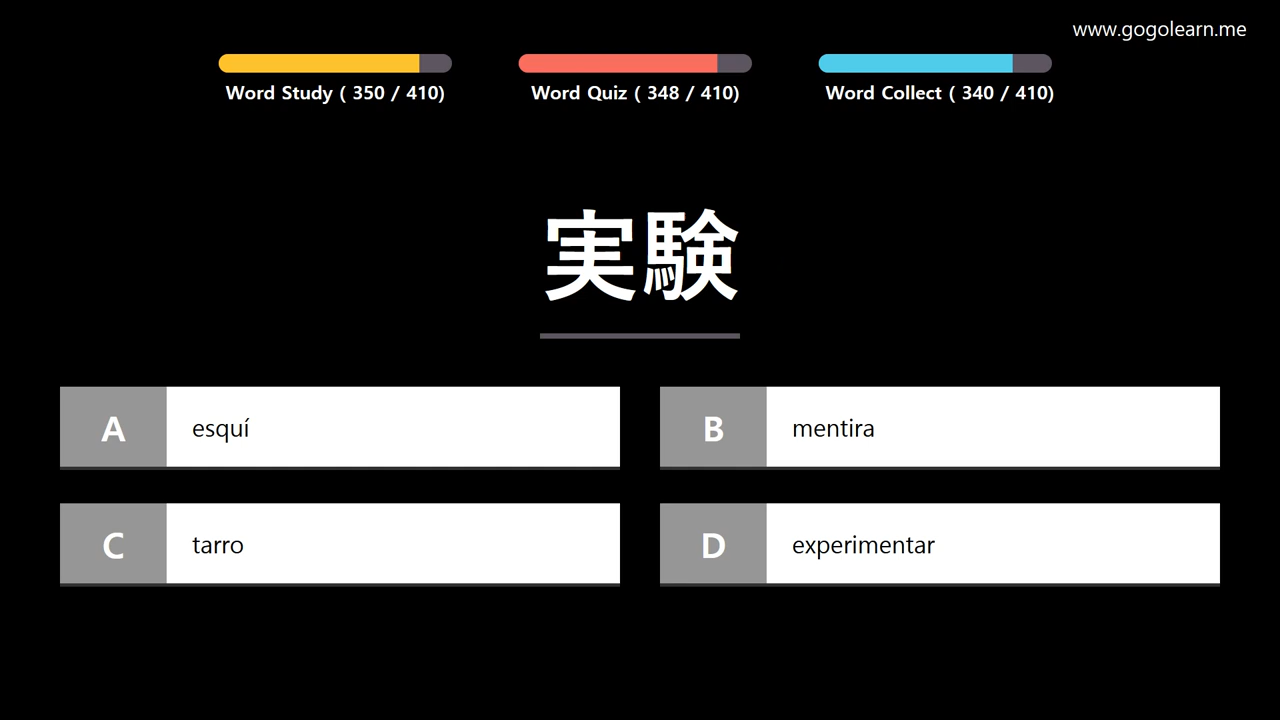 www.gogolearn.me
Word Study ( 350 / 410)
Word Quiz ( 348 / 410)
Word Collect ( 340 / 410)
実験
A esquí
B mentira
C tarro
D experimentar